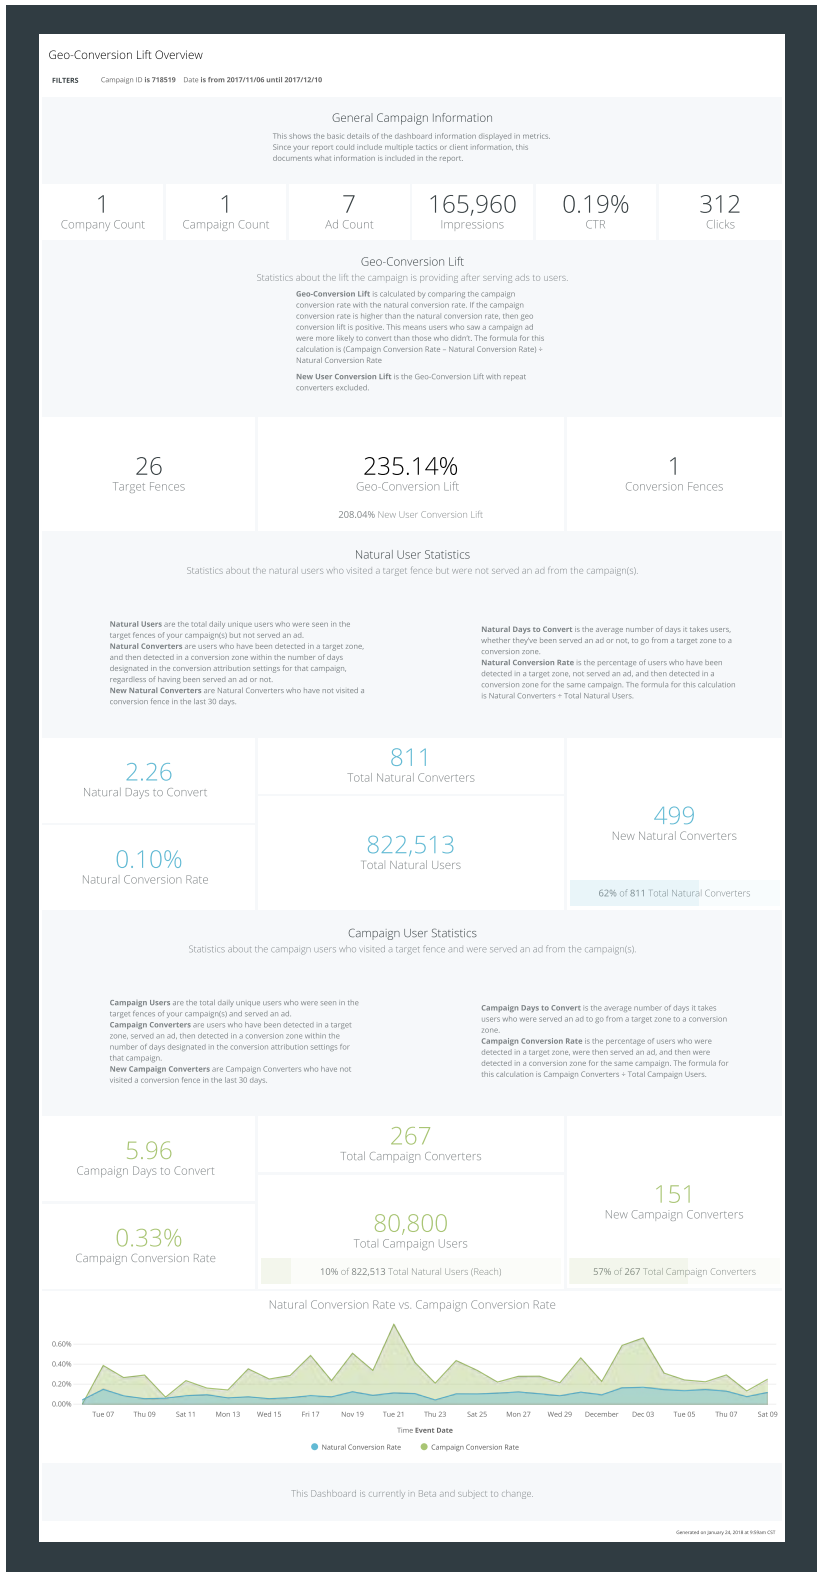 Geo-Conversion Lift Overview
FILTERS Campaign ID is 718519 Date is from 2017/11/06 until 2017/12/10
General Campaign Information
This shows the basic details of the dashboard information displayed in metrics.
Since your report could include multiple tactics or client information, this
documents what information is included in the report.
1
Company Count
1
Campaign Count
7
Ad Count
165,960
Impressions
0.19%
CTR
312
Clicks
Geo-Conversion Lift
Statistics about the lift the campaign is providing after serving ads to users.
Geo-Conversion Lift is calculated by comparing the campaign
conversion rate with the natural conversion rate. If the campaign
conversion rate is higher than the natural conversion rate, then geo
conversion lift is positive. This means users who saw a campaign ad
were more likely to convert than those who didn't. The formula for this
calculation is (Campaign Conversion Rate – Natural Conversion Rate) ÷
Natural Conversion Rate
New User Conversion Lift is the Geo-Conversion Lift with repeat
converters excluded.
26
Target Fences
235.14%
Geo-Conversion Lift
208.04% New User Conversion Lift
1
Conversion Fences
Natural User Statistics
Statistics about the natural users who visited a target fence but were not served an ad from the campaign(s).
Natural Users are the total daily unique users who were seen in the
target fences of your campaign(s) but not served an ad.
Natural Converters are users who have been detected in a target zone,
and then detected in a conversion zone within the number of days
designated in the conversion attribution settings for that campaign,
regardless of having been served an ad or not.
New Natural Converters are Natural Converters who have not visited a
conversion fence in the last 30 days.
Natural Days to Convert is the average number of days it takes users,
whether they've been served an ad or not, to go from a target zone to a
conversion zone.
Natural Conversion Rate is the percentage of users who have been
detected in a target zone, not served an ad, and then detected in a
conversion zone for the same campaign. The formula for this calculation
is Natural Converters ÷ Total Natural Users.
2.26
Natural Days to Convert
0.10%
Natural Conversion Rate
811
Total Natural Converters
822,513
Total Natural Users
499
New Natural Converters
62% of 811 Total Natural Converters
Campaign User Statistics
Statistics about the campaign users who visited a target fence and were served an ad from the campaign(s).
Campaign Users are the total daily unique users who were seen in the
target fences of your campaign(s) and served an ad.
Campaign Converters are users who have been detected in a target
zone, served an ad, then detected in a conversion zone within the
number of days designated in the conversion attribution settings for
that campaign.
New Campaign Converters are Campaign Converters who have not
visited a conversion fence in the last 30 days.
Campaign Days to Convert is the average number of days it takes
users who were served an ad to go from a target zone to a conversion
zone.
Campaign Conversion Rate is the percentage of users who were
detected in a target zone, were then served an ad, and then were
detected in a conversion zone for the same campaign. The formula for
this calculation is Campaign Converters ÷ Total Campaign Users.
5.96
Campaign Days to Convert
0.33%
Campaign Conversion Rate
267
Total Campaign Converters
80,800
Total Campaign Users
10% of 822,513 Total Natural Users (Reach)
151
New Campaign Converters
57% of 267 Total Campaign Converters
Natural Conversion Rate vs. Campaign Conversion Rate
0.60%
0.40%
0.20%
0.00%
Tue 07 Thu 09 Sat 11 Mon 13 Wed 15 Fri 17 Nov 19 Tue 21 Thu 23 Sat 25 Mon 27 Wed 29 December Dec 03 Tue 05 Thu 07 Sat 09
Time Event Date
Natural Conversion Rate Campaign Conversion Rate
This Dashboard is currently in Beta and subject to change.
Generated on January 24, 2018 at 9:59am CST